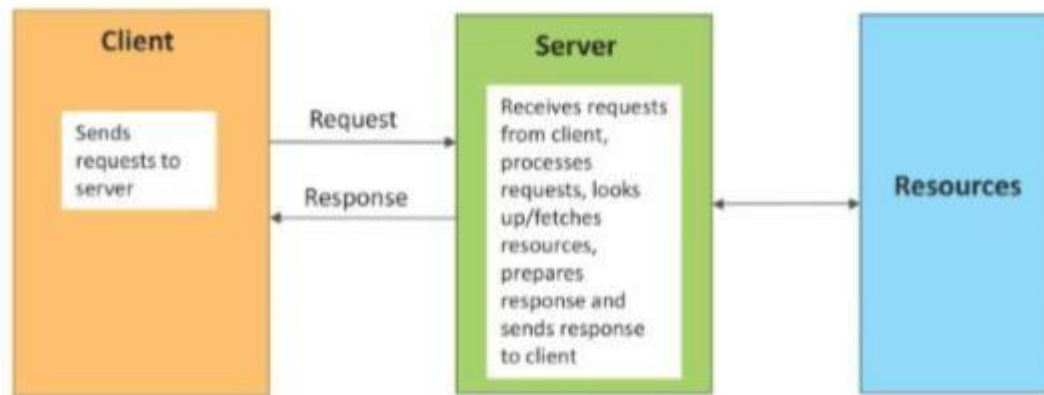 Client
Sends
requests to
server
Request
Response
Server
Receives requests
from client,
processes
requests, looks
up/fetches
resources,
prepares
response and
sends response
to client
Resources